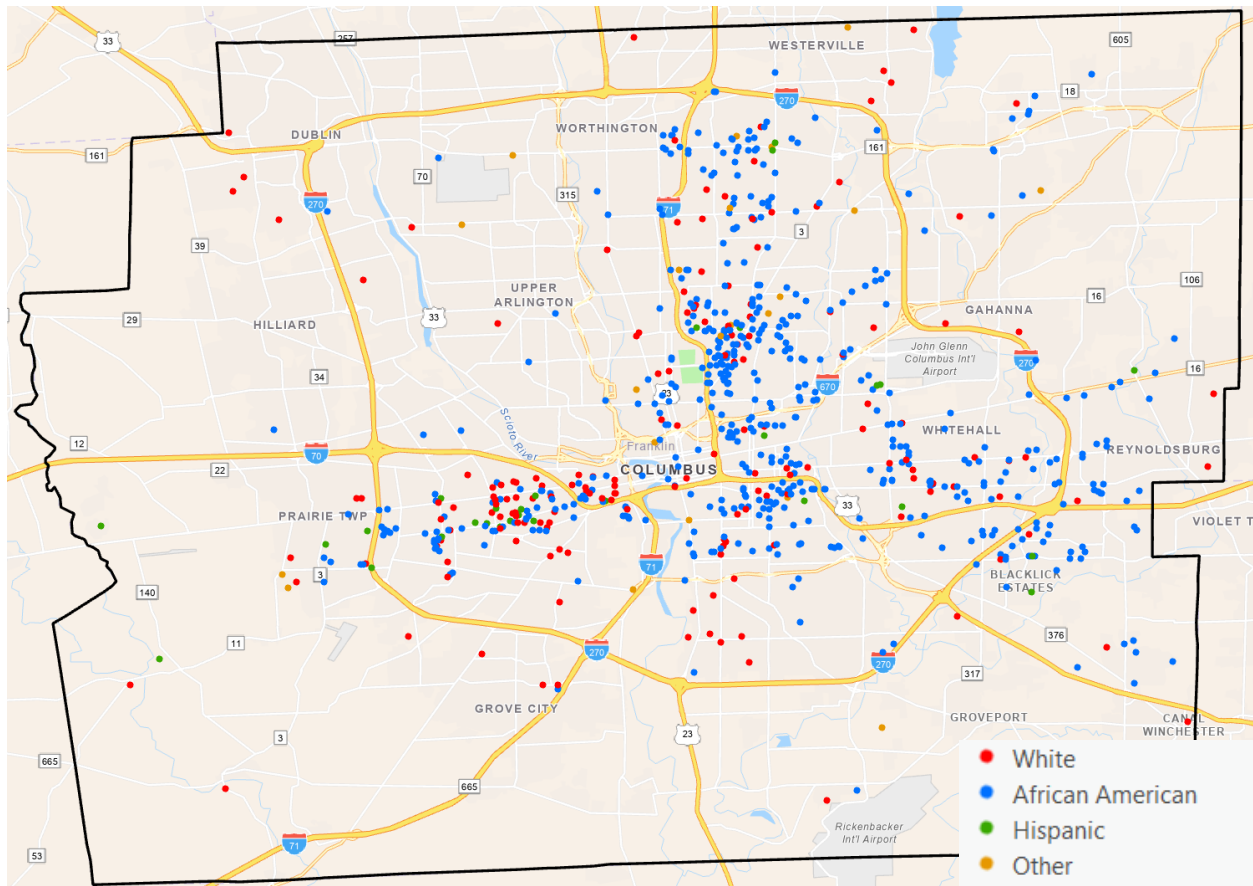 33
257
WESTERVILLE
605
270
18
DUBLIN
WORTHINGTON
161
161
70
315
270
71
3
39
106
UPPER
ARLINGTON
16
29
33
GAHANNA
HILLIARD
John Glenn
Columbus Int'l
Airport
270
34
16
670
23
Scioto River
12
Franklin
WHITEHALL
70
REYNOLDSBURG
22
COLUMBUS
33
PRAIRIE TWP
VIOLET T
71
3
BLACKLICK
ESTATES
140
11
376
270
270
317
GROVE CITY
GROVEPORT
CANAL
WINCHESTER
3
23
665
665
White
African American
Rickenbacker
Int'l Airport
Hispanic
71
53
Other